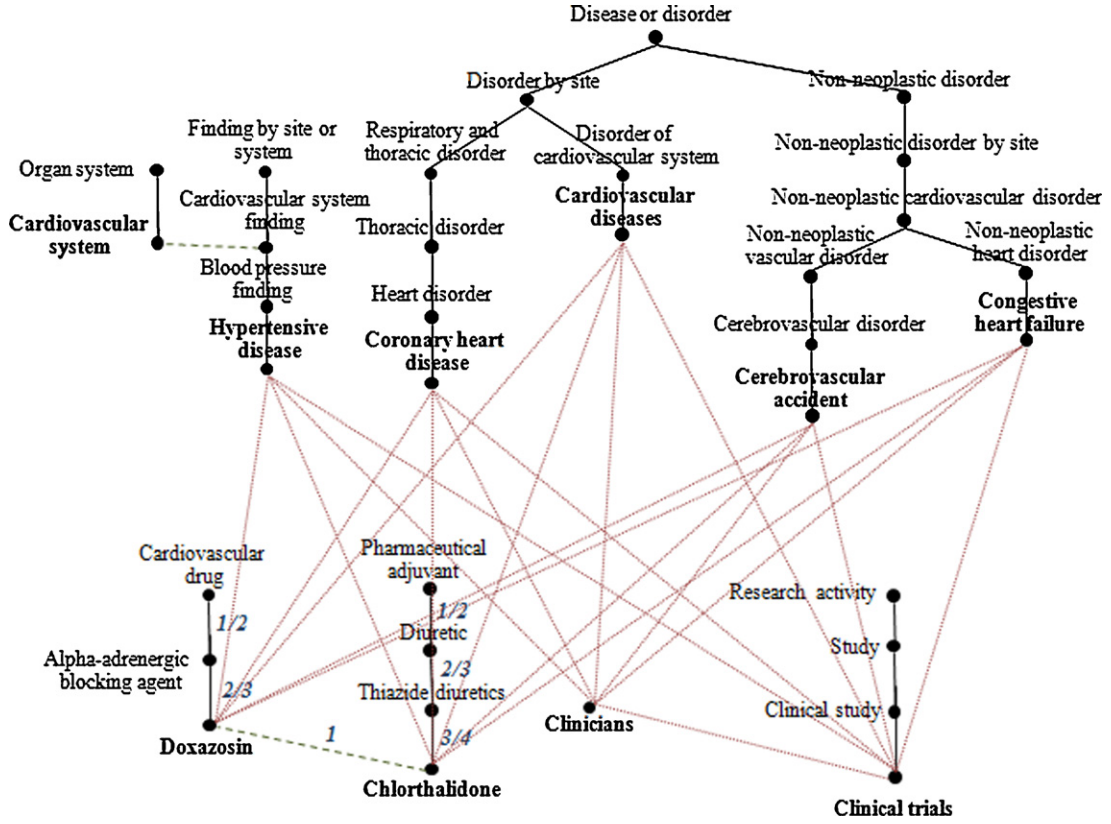 Disease or disorder
Disorder by site
Non-neoplastic disorder
Finding by site or
system
Respiratory and
thoracic disorder
Disorder of
cardiovascular system
Non-neoplastic disorder by site
Organ system
Cardiovascular
system
Cardiovascular system
finding
Thoracic disorder
Cardiovascular
diseases
Non-neoplastic cardiovascular disorder
Non-neoplastic
vascular disorder
Non-neoplastic
heart disorder
Blood pressure
finding
Heart disorder
Hypertensive
disease
Coronary heart
disease
Cerebrovascular disorder
Congestive
heart failure
Cerebrovascular
accident
Cardiovascular
drug
Pharmaceutical
adjuvant
Research activity
1/2
1/2
Diuretic
Study
Alpha-adrenergic
blocking agent
2/3
2/3
Thiazide diuretics
Clinical study
Doxazosin
1
3/4
Clinicians
Chlorthalidone
Clinical trials